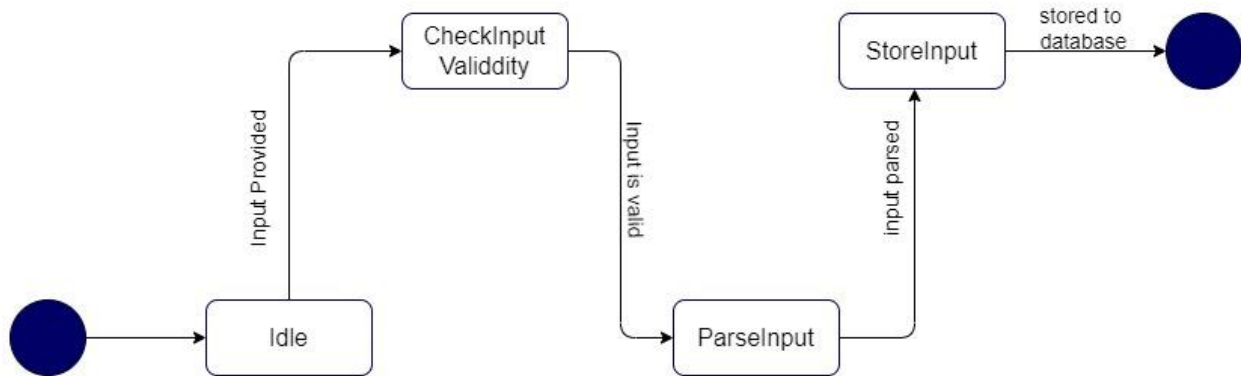 Idle
Input Provided
CheckInput
Validdity
Input is valid
ParseInput
input parsed
StoreInput
stored to
database